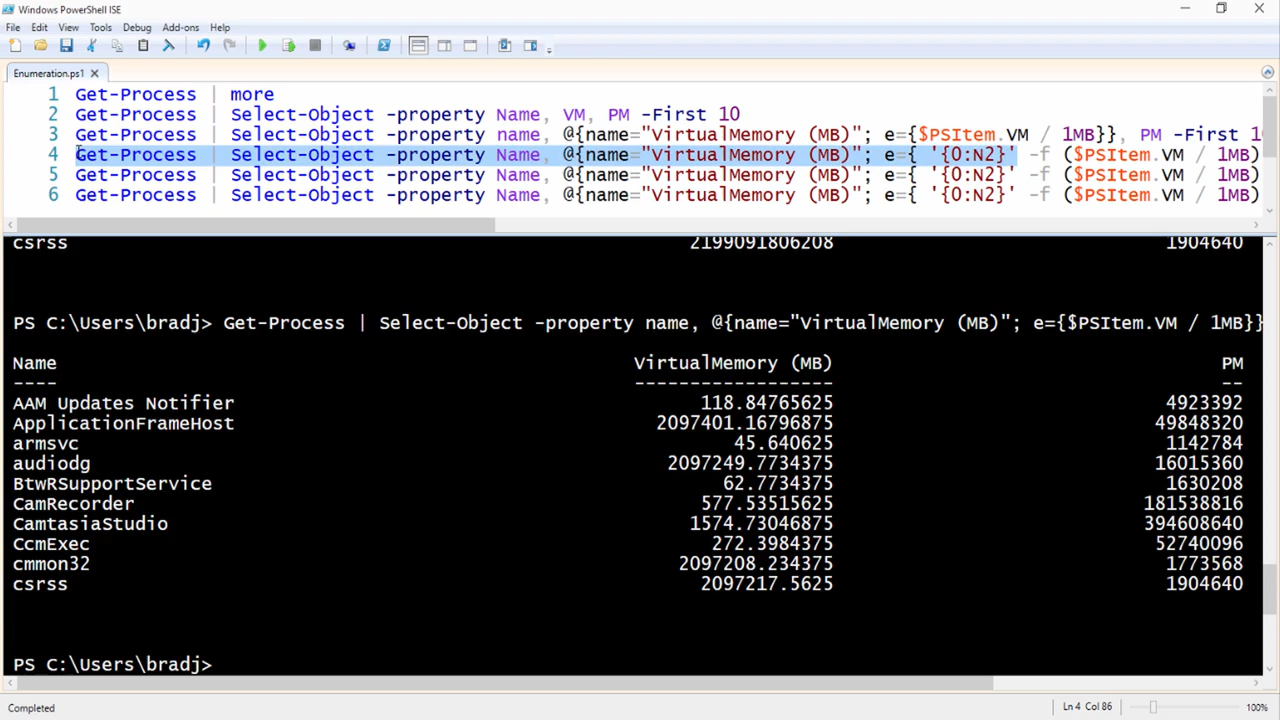 Windows PowerShell ISE
File Edit View Tools Debug Add-ons Help
Enumeration.ps1
1 Get-Process | more
2 Get-Process | Select-Object -property Name, VM, PM -First 10
3 Get-Process | Select-Object -property name, @{name="VirtualMemory (MB)"; e={$PSItem.VM / 1MB}}, PM -First 1
4 Get-Process | Select-Object -property Name, @{name="VirtualMemory (MB)"; e={ '{0:N2}' -f ($PSItem.VM / 1MB)
5 Get-Process | Select-Object -property Name, @{name="VirtualMemory (MB)"; e={ '{0:N2}' -f ($PSItem.VM / 1MB)
6 Get-Process | Select-Object -property Name, @{name="VirtualMemory (MB)"; e={ '{0:N2}' -f ($PSItem.VM / 1MB)
csrss 2199091806208 1904640
PS C:\Users\bradj> Get-Process | Select-Object -property name, @{name="VirtualMemory (MB)"; e={$PSItem.VM / 1MB}}
Name VirtualMemory (MB) PM
---- ------------------ --
AAM Updates Notifier 118.84765625 4923392
ApplicationFrameHost 2097401.16796875 49848320
armsvc 45.640625 1142784
audiodg 2097249.7734375 16015360
BtwRSupportService 62.7734375 1630208
CamRecorder 577.53515625 181538816
CamtasiaStudio 1574.73046875 394608640
CcmExec 272.3984375 52740096
cmmon32 2097208.234375 1773568
csrss 2097217.5625 1904640
PS C:\Users\bradj>
Completed Ln 4 Col 86 100%